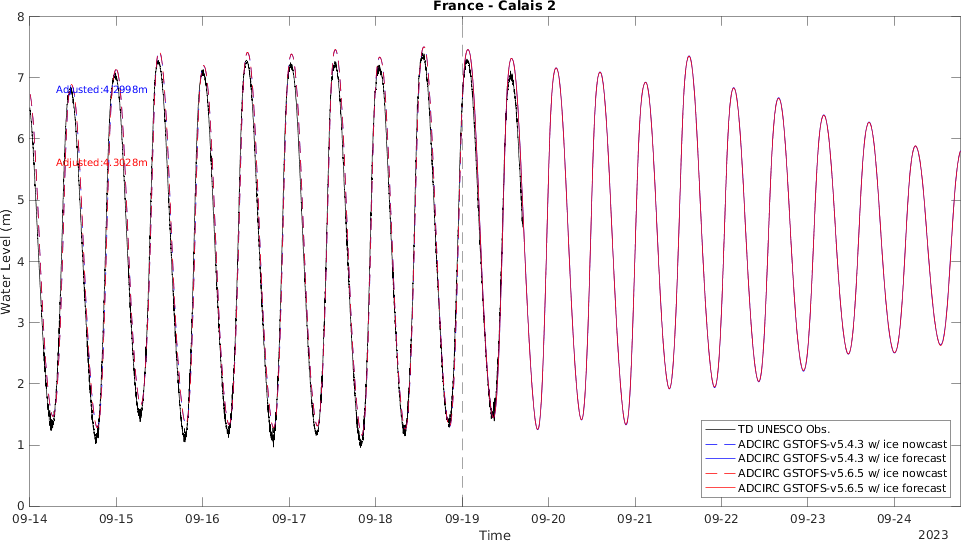 France - Calais 2
8
7
6
5
4
3
2
1
0
Water Level (m)
Adjusted:4.2998m
Adjusted:4.3028m
TD UNESCO Obs.
ADCIRC GSTOFS-v5.4.3 w/ ice nowcast
ADCIRC GSTOFS-v5.4.3 w/ ice forecast
ADCIRC GSTOFS-v5.6.5 w/ ice nowcast
ADCIRC GSTOFS-v5.6.5 w/ ice forecast
09-14 09-15 09-16 09-17 09-18 09-19 09-20 09-21 09-22 09-23 09-24
Time
2023